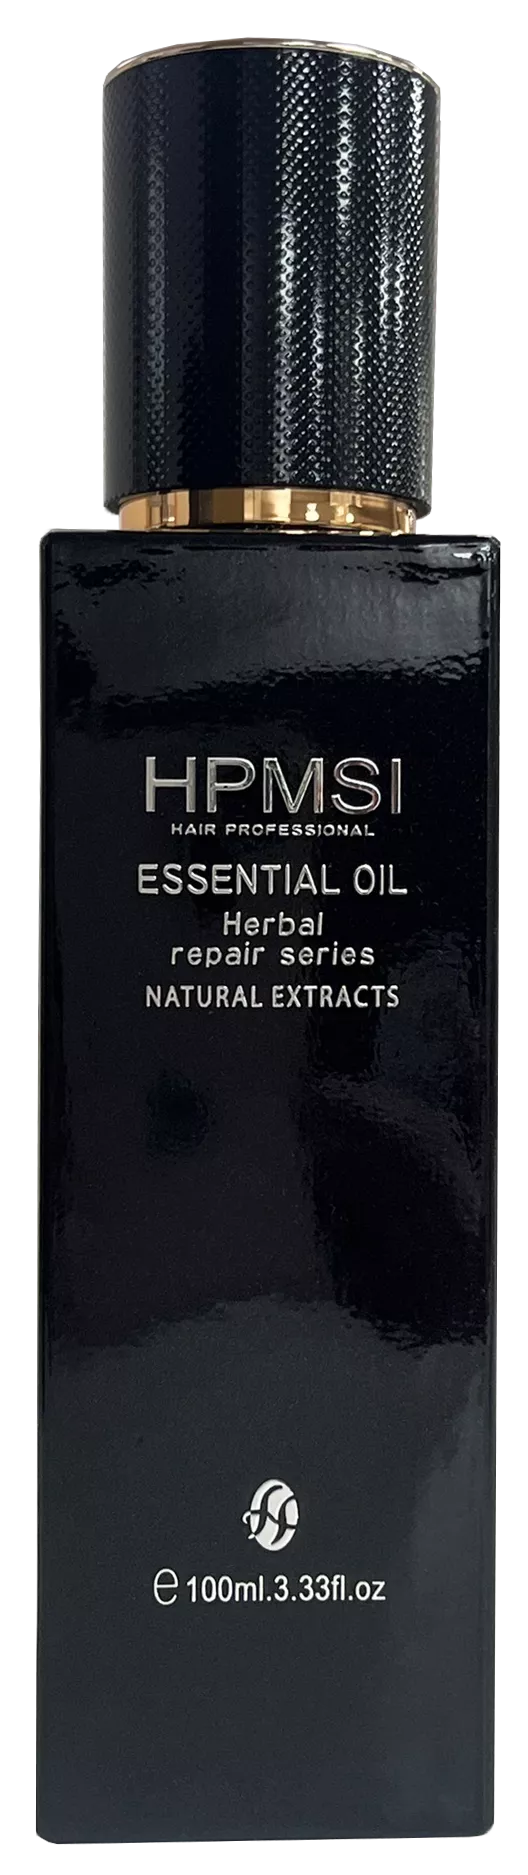 HPMSI
HAIR PROFESSIONAL
ESSENTIAL OIL
Herbal
repair series
NATURAL EXTRACTS
e 100ml.3.33fl.oz